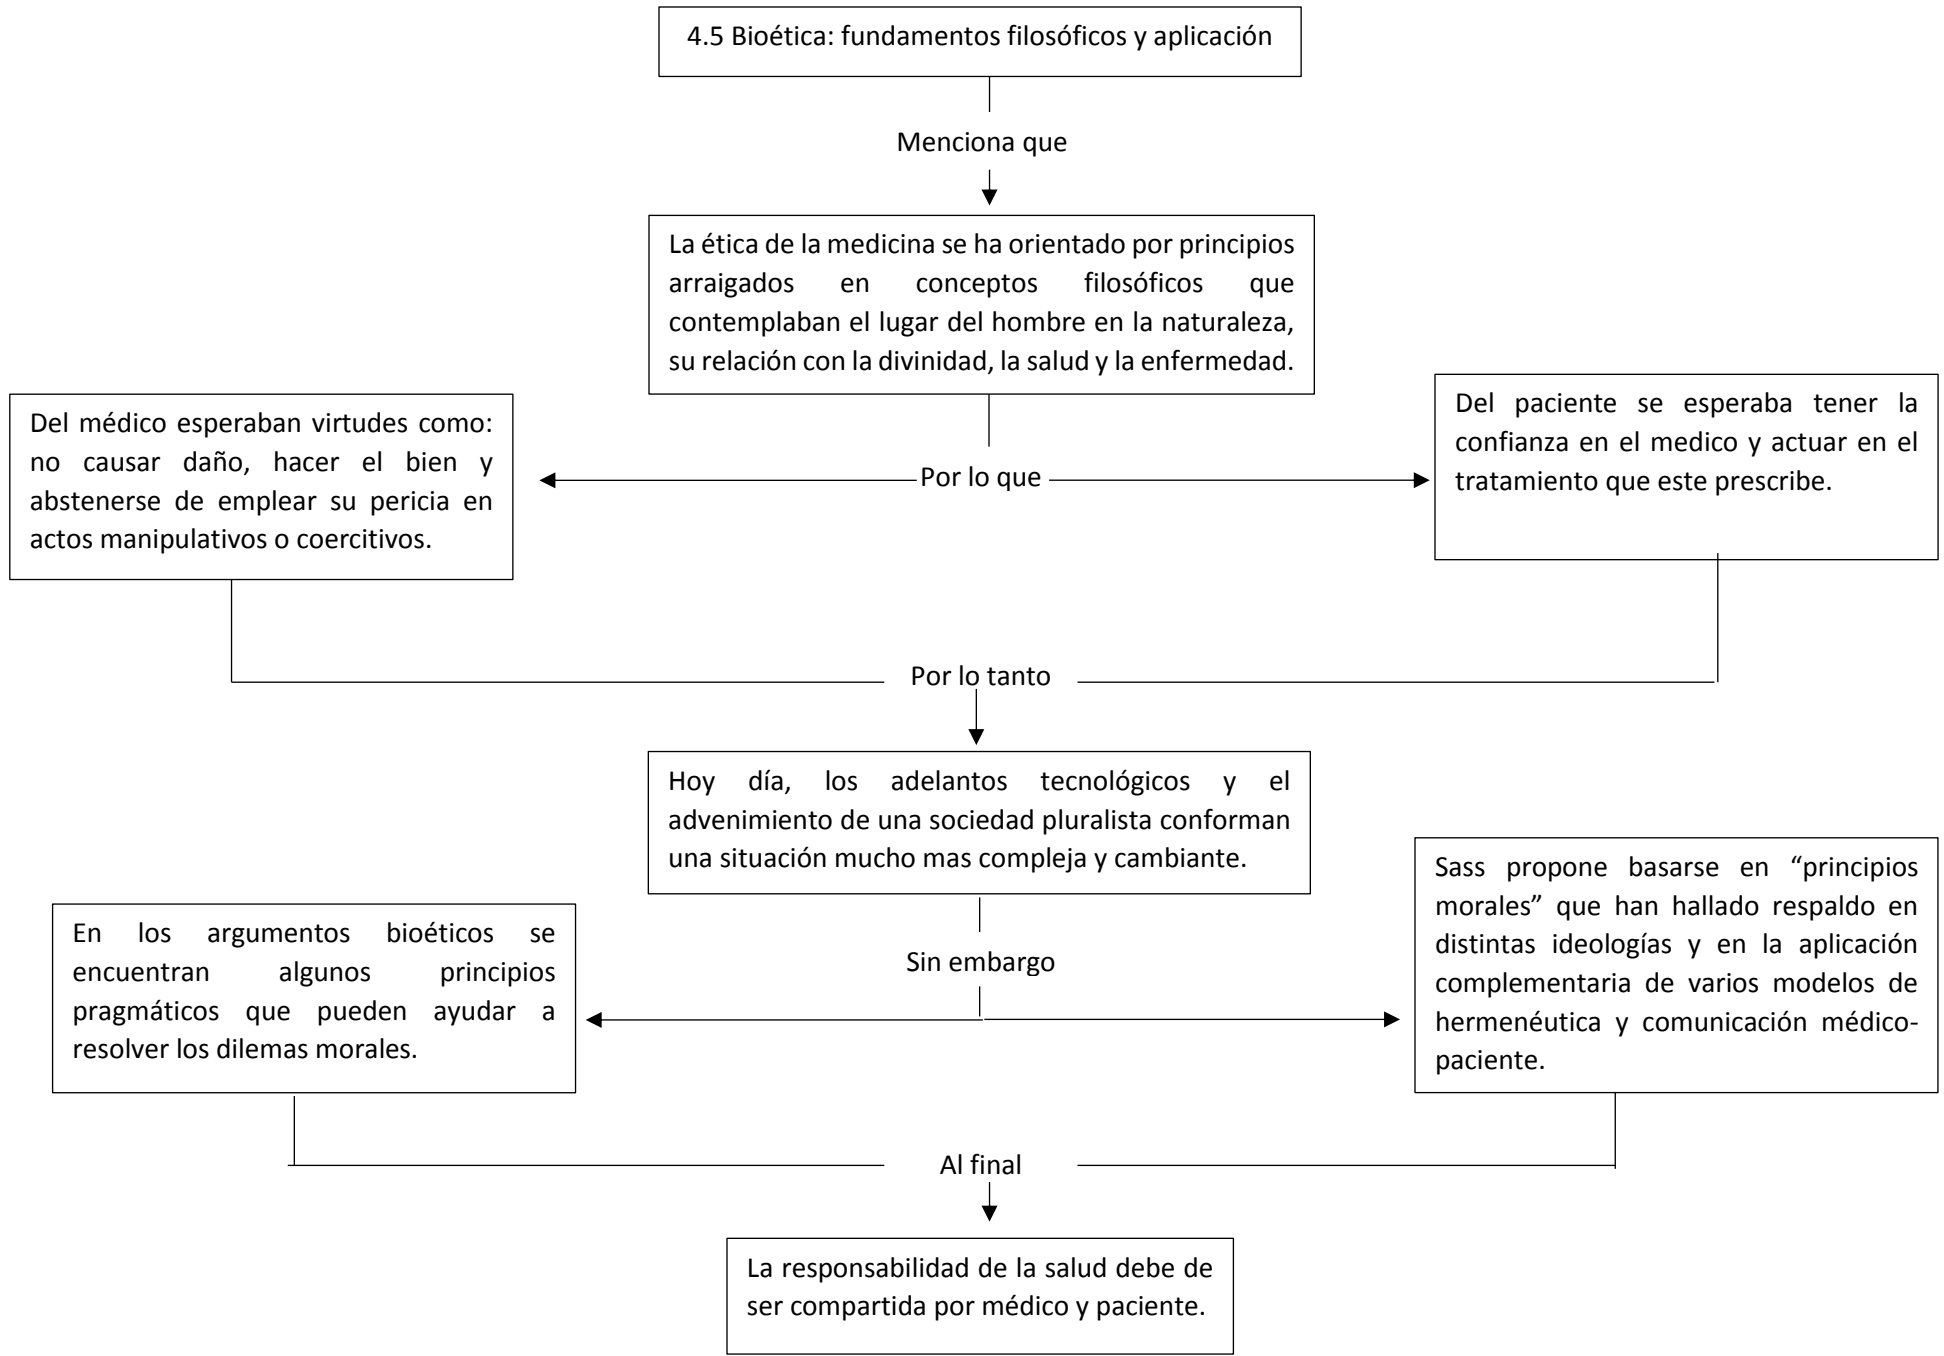 4.5 Bioética: fundamentos filosóficos y aplicación
Menciona que
La ética de la medicina se ha orientado por principios
arraigados en conceptos filosóficos que
contemplaban el lugar del hombre en la naturaleza,
su relación con la divinidad, la salud y la enfermedad.
Por lo que
Del médico esperaban virtudes como:
no causar daño, hacer el bien y
abstenerse de emplear su pericia en
actos manipulativos o coercitivos.
Del paciente se esperaba tener la
confianza en el medico y actuar en el
tratamiento que este prescribe.
Por lo tanto
Hoy día, los adelantos tecnológicos y el
advenimiento de una sociedad pluralista conforman
una situación mucho mas compleja y cambiante.
Sin embargo
En los argumentos bioéticos se
encuentran algunos principios
pragmáticos que pueden ayudar a
resolver los dilemas morales.
Sass propone basarse en “principios
morales” que han hallado respaldo en
distintas ideologías y en la aplicación
complementaria de varios modelos de
hermenéutica y comunicación médico-
paciente.
Al final
La responsabilidad de la salud debe de
ser compartida por médico y paciente.